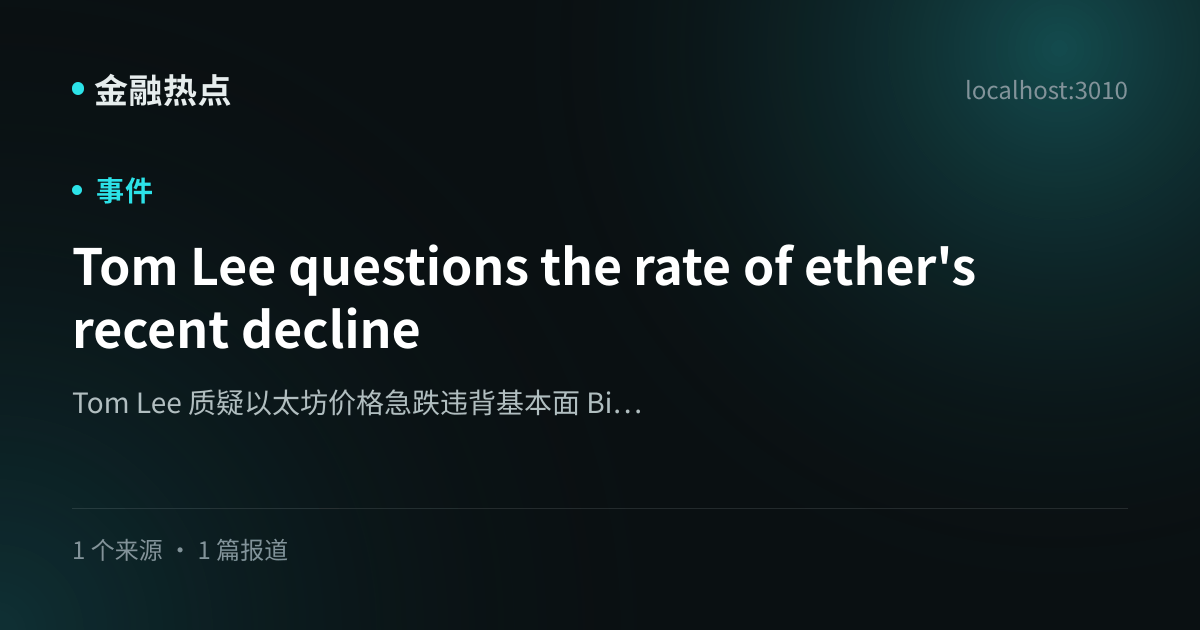 金融热点
localhost:3010
事件
Tom Lee questions the rate of ether's
recent decline
Tom Lee 质疑以太坊价格急跌违背基本面 Bi…
1 个来源 · 1 篇报道